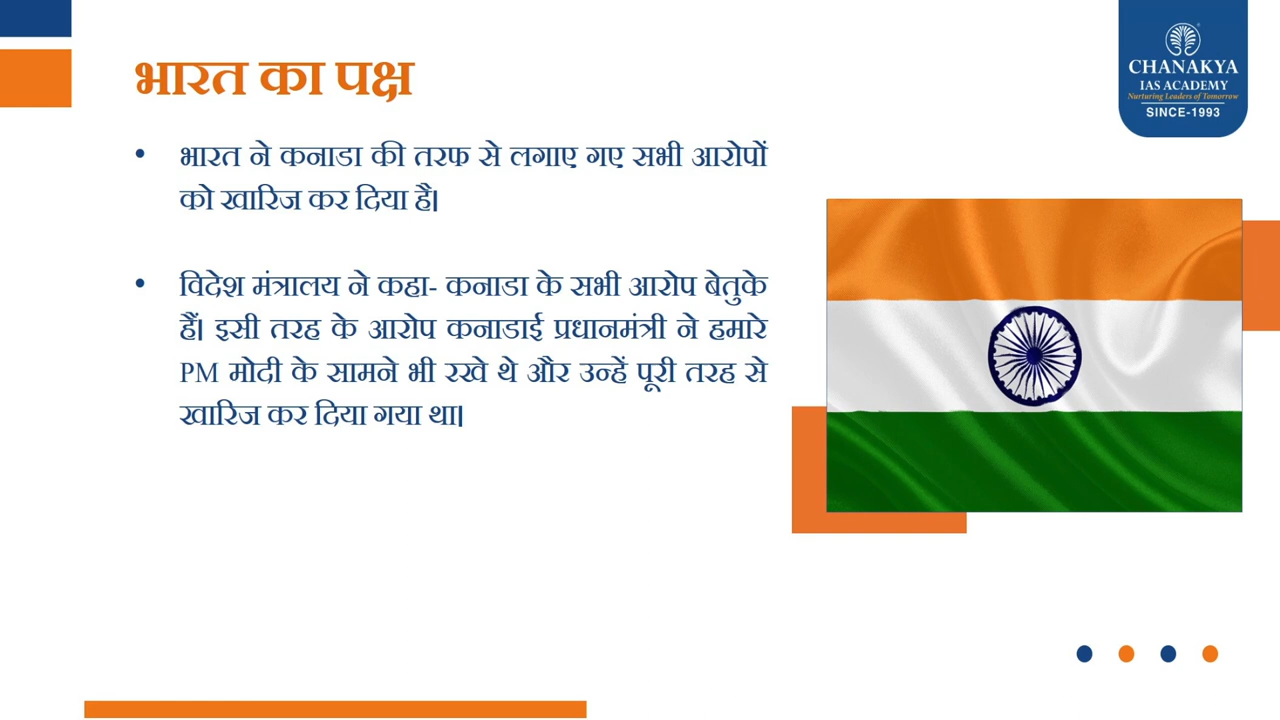 भारत का पक्ष
CHANAKYA
IAS ACADEMY
Nurturing Leaders of Tomorrow
SINCE-1993
• भारत ने कनाडा की तरफ से लगाए गए सभी आरोपों
को खारिज कर दिया है।
• विदेश मंत्रालय ने कहा- कनाडा के सभी आरोप बेतुके
हैं। इसी तरह के आरोप कनाडाई प्रधानमंत्री ने हमारे
PM मोदी के सामने भी रखे थे और उन्हें पूरी तरह से
खारिज कर दिया गया था।